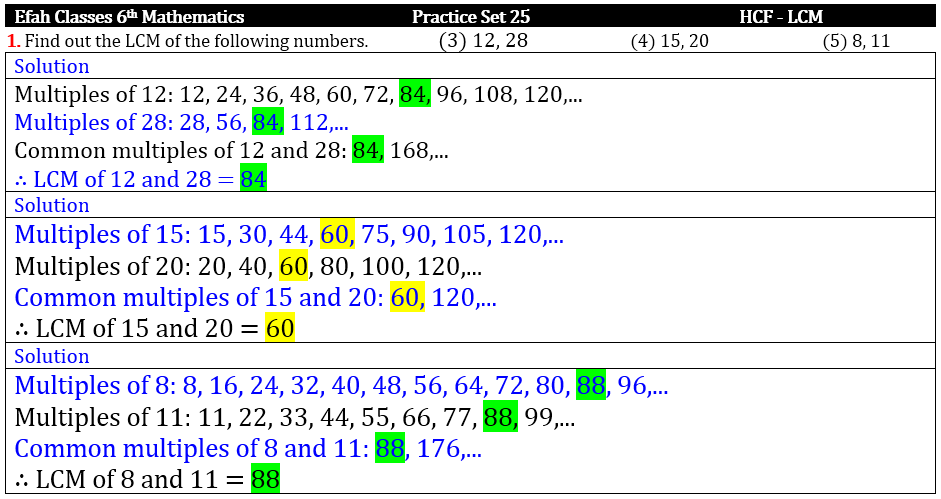 Efah Classes 6th Mathematics Practice Set 25 HCF - LCM
1. Find out the LCM of the following numbers. (3) 12, 28 (4) 15, 20 (5) 8, 11
Solution
Multiples of 12: 12, 24, 36, 48, 60, 72, 84, 96, 108, 120,...
Multiples of 28: 28, 56, 84, 112,...
Common multiples of 12 and 28: 84, 168,...
∴ LCM of 12 and 28 = 84
Solution
Multiples of 15: 15, 30, 44, 60, 75, 90, 105, 120,...
Multiples of 20: 20, 40, 60, 80, 100, 120,...
Common multiples of 15 and 20: 60, 120,...
∴ LCM of 15 and 20 = 60
Solution
Multiples of 8: 8, 16, 24, 32, 40, 48, 56, 64, 72, 80, 88, 96,...
Multiples of 11: 11, 22, 33, 44, 55, 66, 77, 88, 99,...
Common multiples of 8 and 11: 88, 176,...
∴ LCM of 8 and 11 = 88